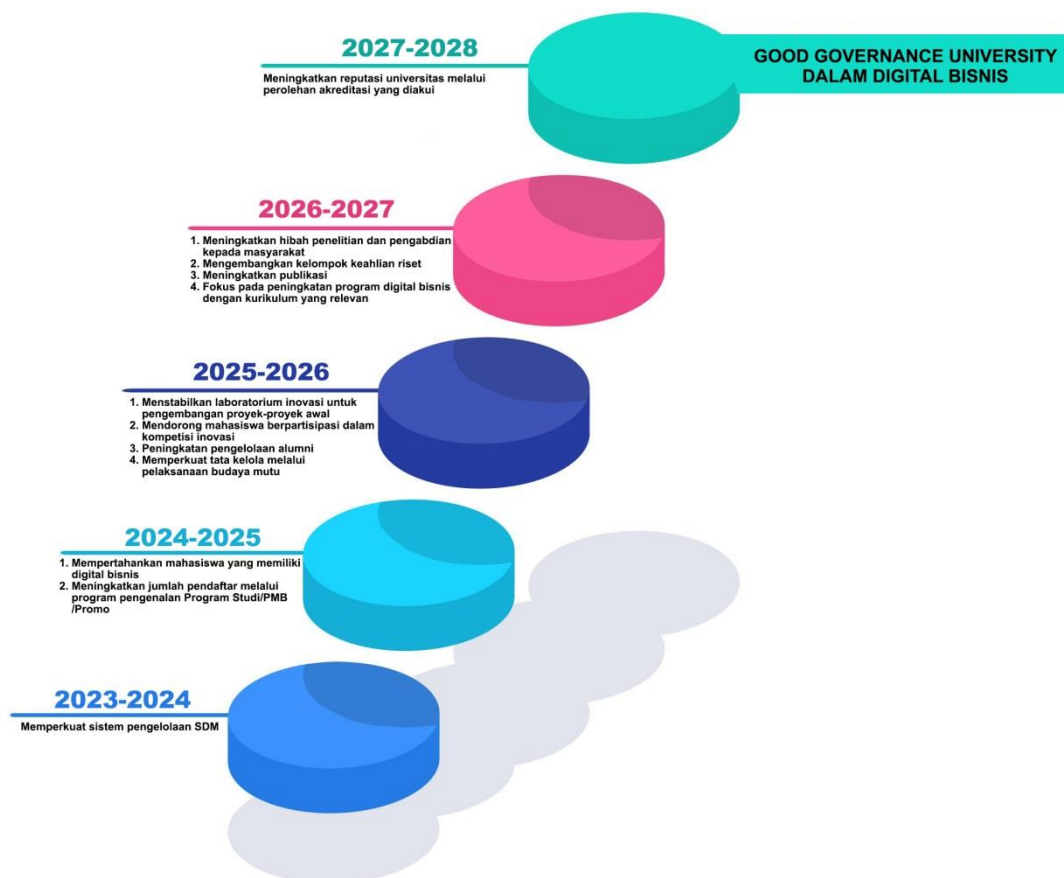 2027-2028
Meningkatkan reputasi universitas melalui
perolehan akreditasi yang diakui
GOOD GOVERNANCE UNIVERSITY
DALAM DIGITAL BISNIS
2026-2027
1. Meningkatkan hibah penelitian dan pengabdian
kepada masyarakat
2. Mengembangkan kelompok keahlian riset
3. Meningkatkan publikasi
4. Fokus pada peningkatan program digital bisnis
dengan kurikulum yang relevan
2025-2026
1. Menstabilkan laboratorium inovasi untuk
pengembangan proyek-proyek awal
2. Mendorong mahasiswa berpartisipasi dalam
kompetisi inovasi
3. Peningkatan pengelolaan alumni
4. Memperkuat tata kelola melalui
pelaksanaan budaya mutu
2024-2025
1. Mempertahankan mahasiswa yang memiliki
digital bisnis
2. Meningkatkan jumlah pendaftar melalui
program pengenalan Program Studi/PMB
/Promo
2023-2024
Memperkuat sistem pengelolaan SDM